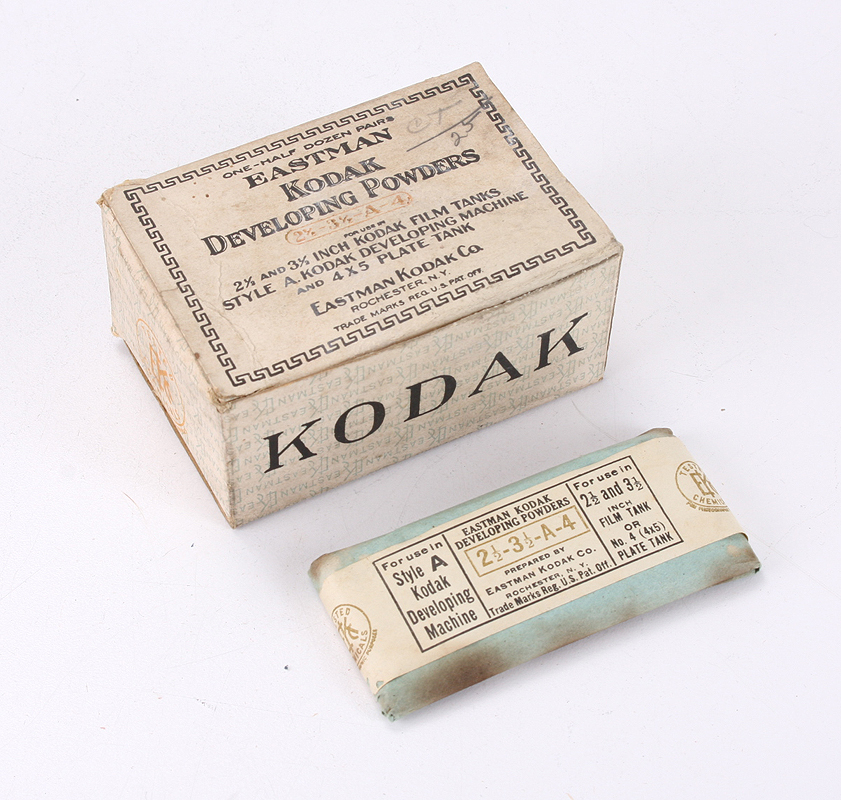 ONE-HALF DOZEN PAIRS
EASTMAN
KODAK
DEVELOPING POWDERS
2½-3½-A-4
FOR USE IN
2½ AND 3½ INCH KODAK FILM TANKS
STYLE A, KODAK DEVELOPING MACHINE
AND 4X5 PLATE TANK
EASTMAN KODAK CO.
ROCHESTER, N.Y.
TRADE MARKS REG. U.S. PAT. OFF.
25
KODAK
For use in
Style A
Kodak
Developing
Machine
EASTMAN KODAK
DEVELOPING POWDERS
2½-3½-A-4
PREPARED BY
EASTMAN KODAK CO.
ROCHESTER, N.Y.
Trade Marks Reg. U.S. Pat. Off.
For use in
2½ and 3½
INCH
FILM TANK
OR
No. 4 (4x5)
PLATE TANK
TESTED
CHEMICALS